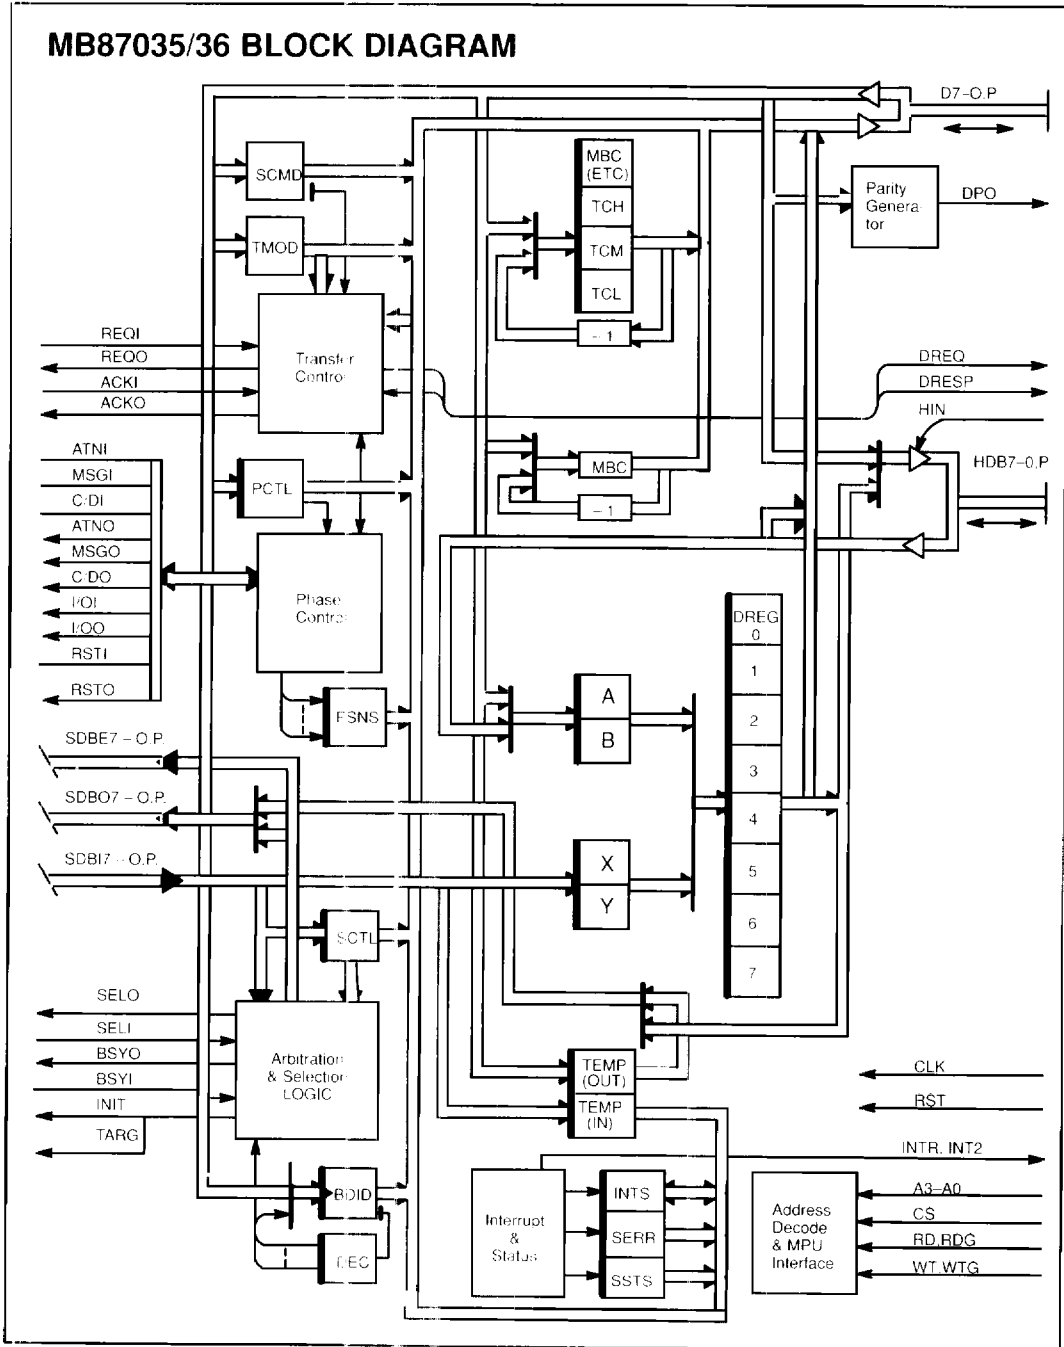 MB87035/36 BLOCK DIAGRAM
D7-O.P
SCMD
MBC
(ETC)
TCH
TCM
TCL
- 1
Parity
Genera-
tor
DPO
TMOD
REQI
REQO
ACKI
ACKO
Transfer
Control
DREQ
DRESP
HIN
HDB7-0,P
ATNI
MSGI
C/DI
ATNO
MSGO
C/DO
I/OI
I/OO
RSTI
RSTO
PCTL
MBC
- 1
Phase
Control
PSNS
A
B
DREG
0
1
2
3
4
5
6
7
SDBE7 - O.P.
SDBO7 - O.P.
SDBI7 - O.P.
X
Y
SCTL
SELO
SELI
BSYO
BSYI
INIT
TARG
Arbitration
& Selection
LOGIC
TEMP
(OUT)
TEMP
(IN)
CLK
RST
INTR, INT2
BDID
DEC
Interrupt
&
Status
INTS
SERR
SSTS
Address
Decode
& MPU
Interface
A3-A0
CS
RD,RDG
WT,WTG